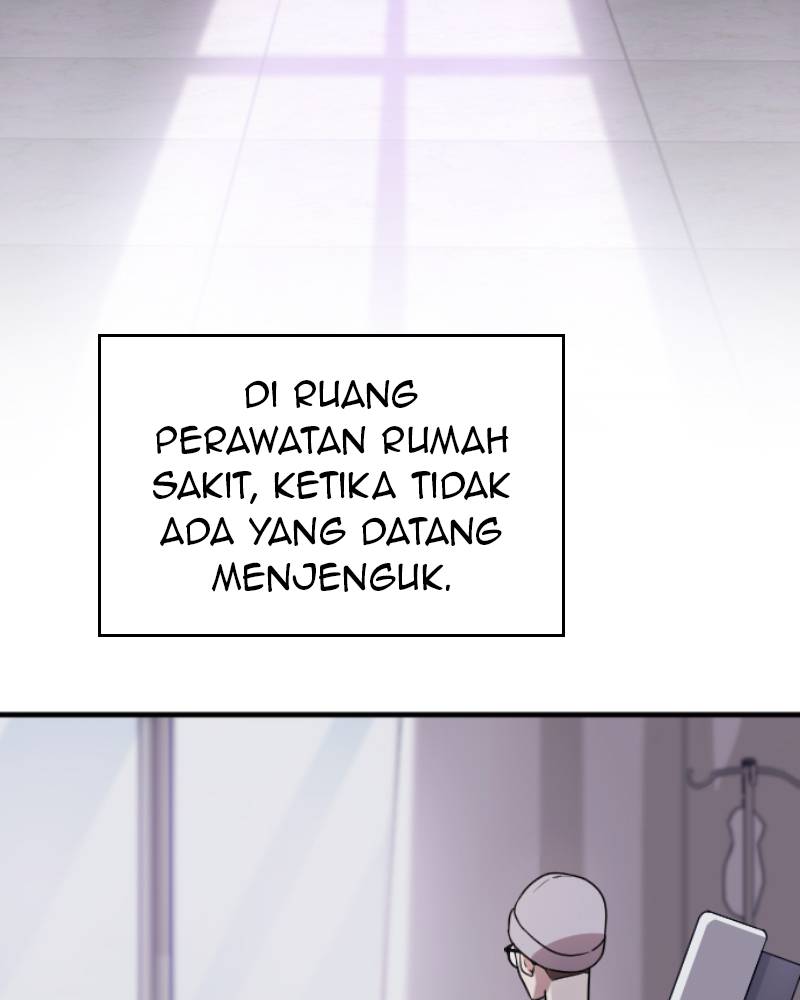 DI RUANG
PERAWATAN RUMAH
SAKIT, KETIKA TIDAK
ADA YANG DATANG
MENJENGUK.